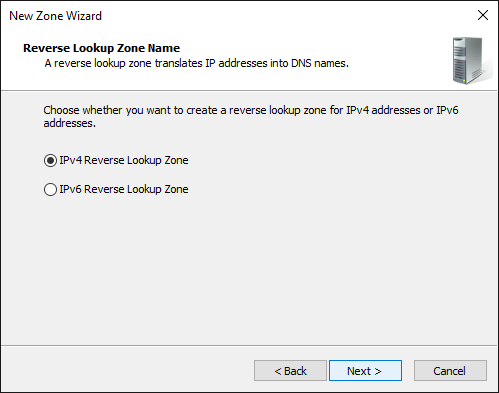 New Zone Wizard
Reverse Lookup Zone Name
A reverse lookup zone translates IP addresses into DNS names.
Choose whether you want to create a reverse lookup zone for IPv4 addresses or IPv6
addresses.
IPv4 Reverse Lookup Zone
IPv6 Reverse Lookup Zone
< Back Next > Cancel